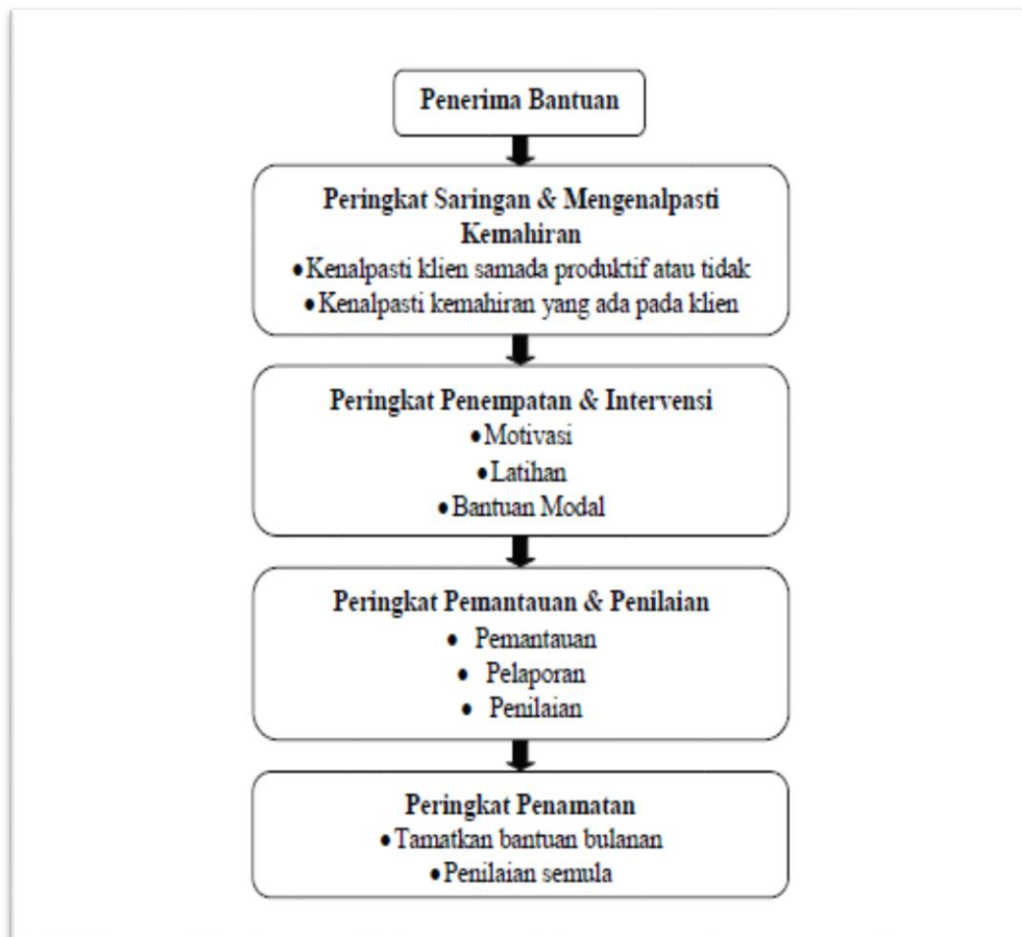 Penerima Bantuan
Peringkat Saringan & Mengenalpasti
Kemahiran
•Kenalpasti klien samada produktif atau tidak
•Kenalpasti kemahiran yang ada pada klien
Peringkat Penempatan & Intervensi
•Motivasi
•Latihan
•Bantuan Modal
Peringkat Pemantauan & Penilaian
• Pemantauan
• Pelaporan
• Penilaian
Peringkat Penamatan
•Tamatkan bantuan bulanan
•Penilaian semula